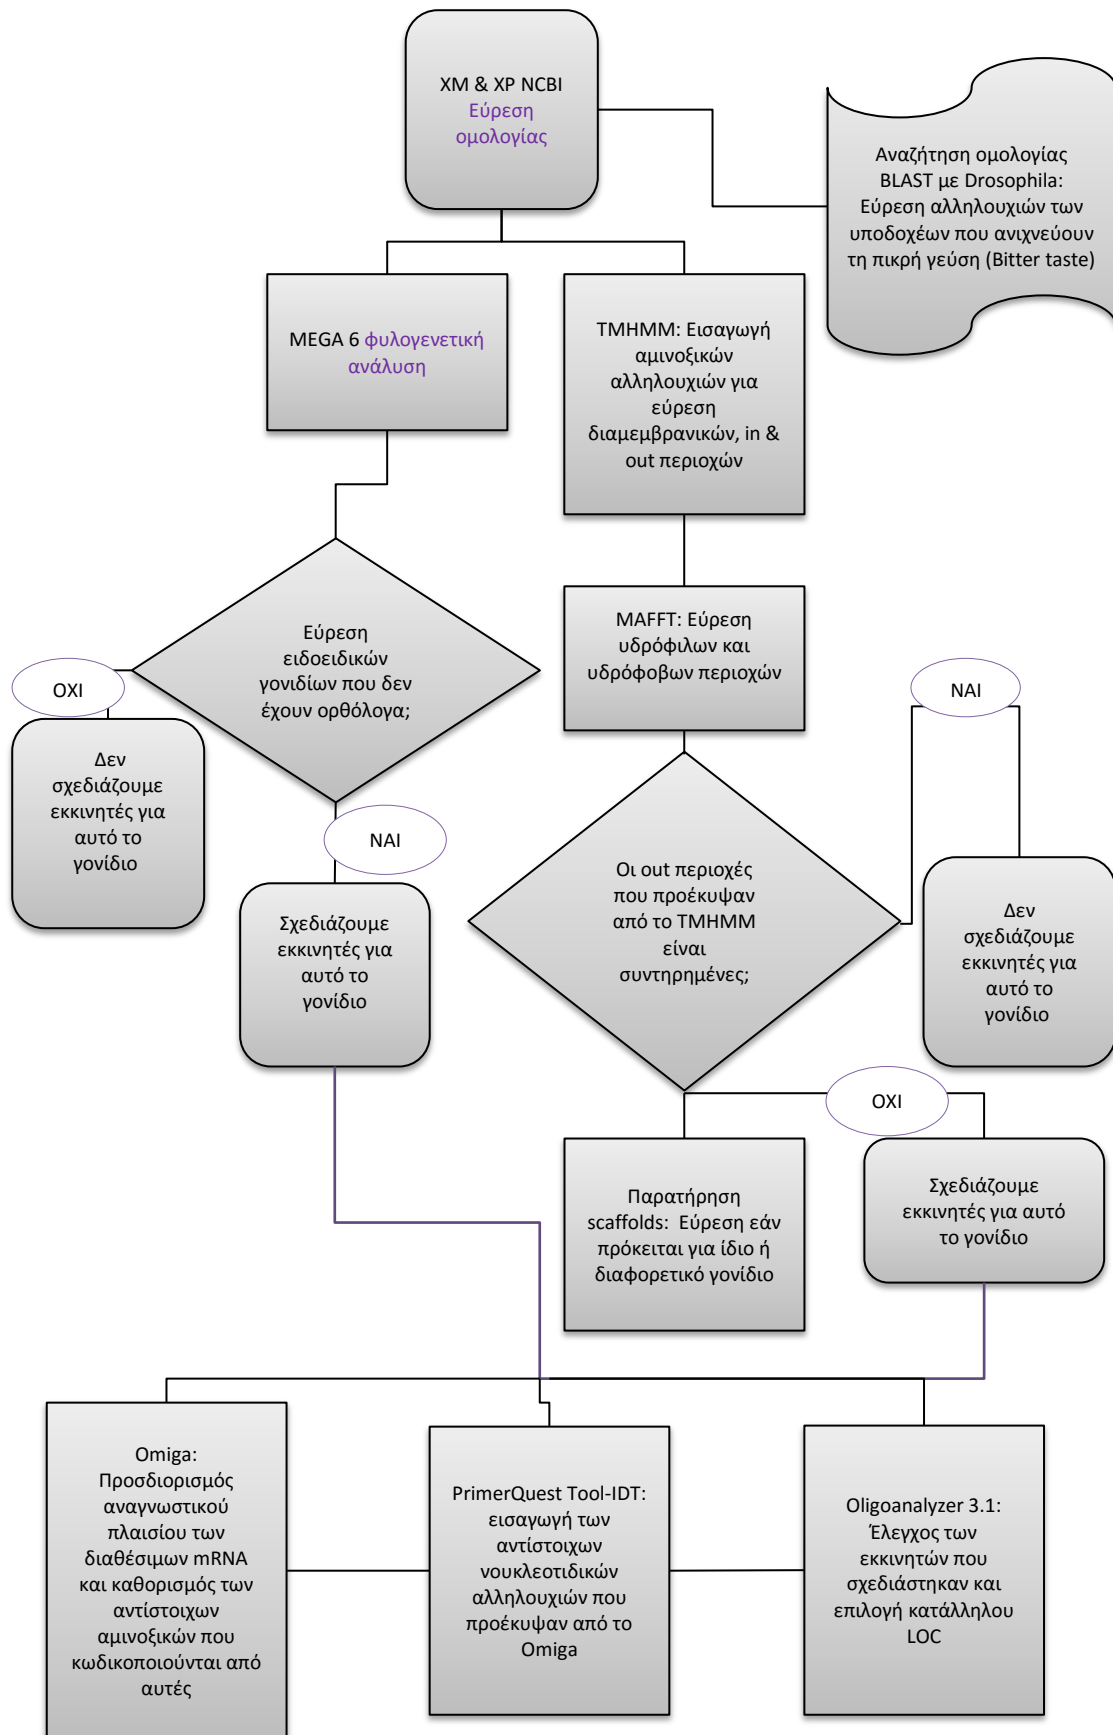 XM & XP NCBI
Εύρεση
ομολογίας
Αναζήτηση ομολογίας
BLAST με Drosophila:
Εύρεση αλληλουχιών των
υποδοχέων που ανιχνεύουν
τη πικρή γεύση (Bitter taste)
MEGA 6 φυλογενετική
ανάλυση
TMHMM: Εισαγωγή
αμινοξικών
αλληλουχιών για
εύρεση
διαμεμβρανικών, in &
out περιοχών
Εύρεση
ειδοειδικών
γονιδίων που δεν
έχουν ορθόλογα;
MAFFT: Εύρεση
υδρόφιλων και
υδρόφοβων περιοχών
ΟΧΙ
ΝΑΙ
Δεν
σχεδιάζουμε
εκκινητές για
αυτό το
γονίδιο
ΝΑΙ
Σχεδιάζουμε
εκκινητές για
αυτό το
γονίδιο
Οι out περιοχές
που προέκυψαν
από το TMHMM
είναι
συντηρημένες;
Δεν
σχεδιάζουμε
εκκινητές για
αυτό το
γονίδιο
ΟΧΙ
Παρατήρηση
scaffolds: Εύρεση εάν
πρόκειται για ίδιο ή
διαφορετικό γονίδιο
Σχεδιάζουμε
εκκινητές για αυτό
το γονίδιο
Omiga:
Προσδιορισμός
αναγνωστικού
πλαισίου των
διαθέσιμων mRNA
και καθορισμός των
αντίστοιχων
αμινοξικών που
κωδικοποιούνται από
αυτές
PrimerQuest Tool-IDT:
εισαγωγή των
αντίστοιχων
νουκλεοτιδικών
αλληλουχιών που
προέκυψαν από το
Omiga
Oligoanalyzer 3.1:
Έλεγχος των
εκκινητών που
σχεδιάστηκαν και
επιλογή κατάλληλου
LOC